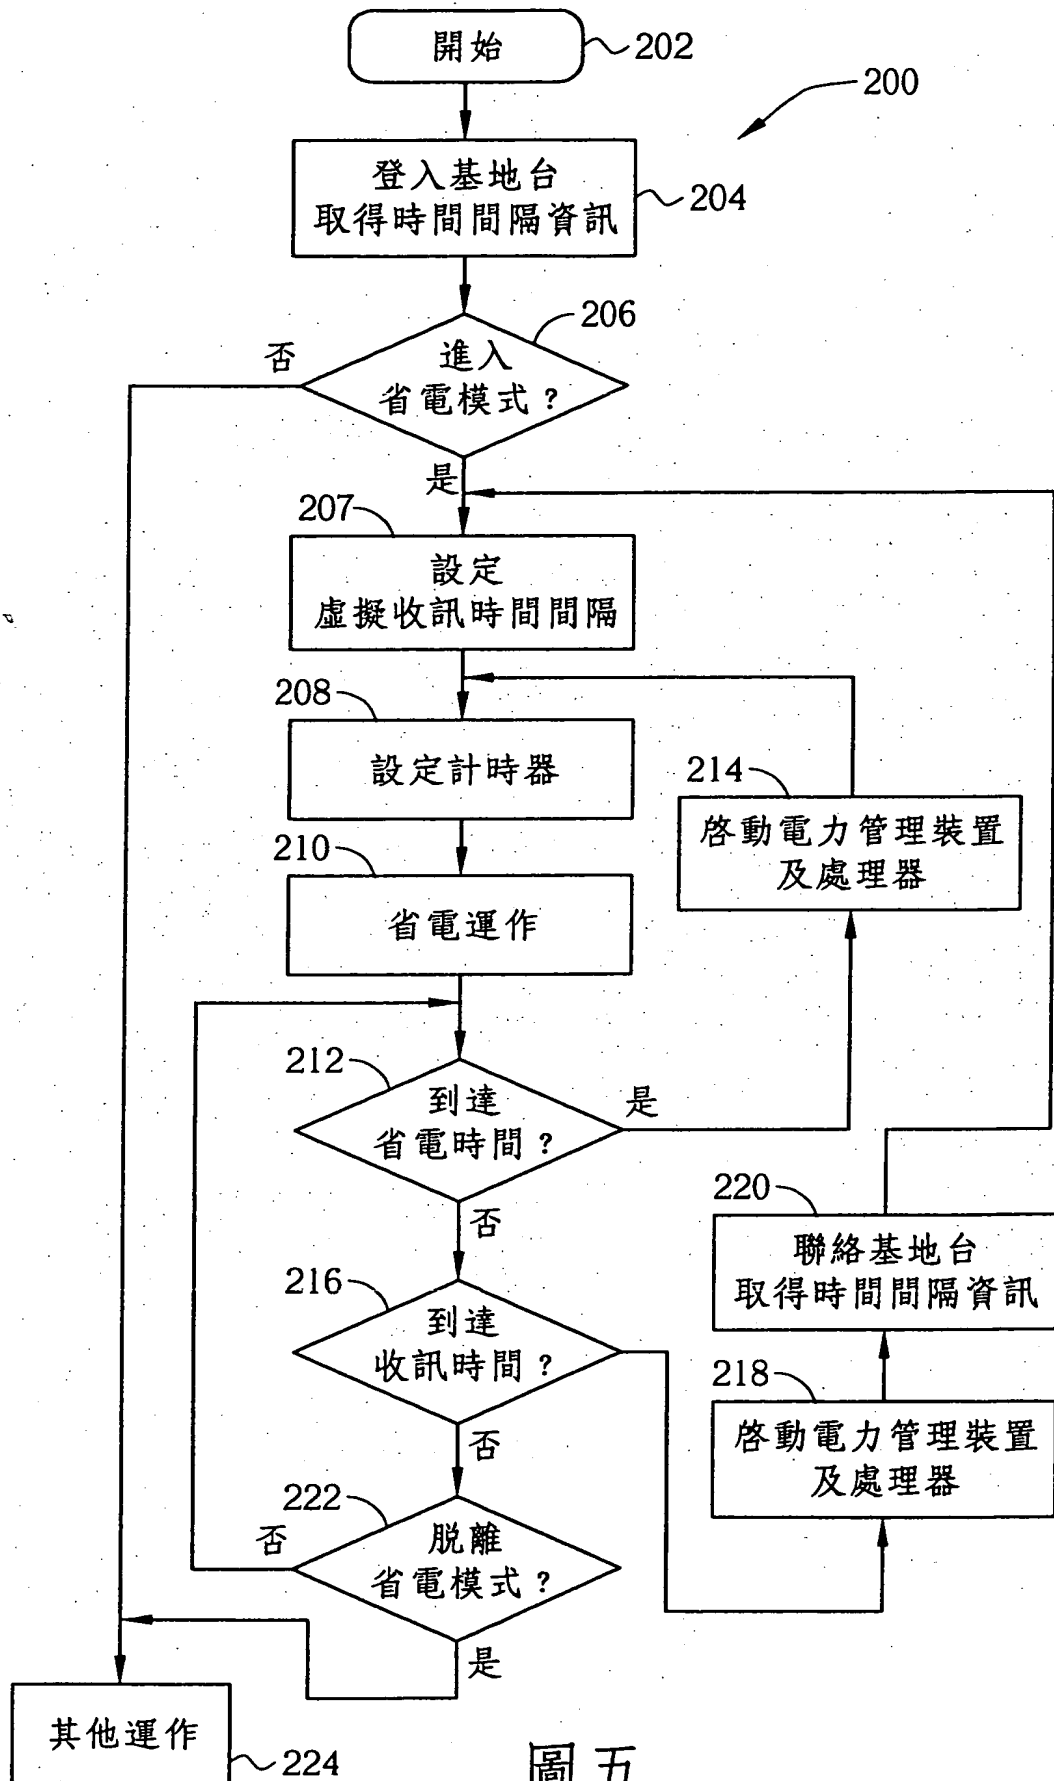 開始
202
200
登入基地台
取得時間間隔資訊
204
206
否
進入
省電模式?
是
207
設定
虛擬收訊時間間隔
208
設定計時器
214
啓動電力管理裝置
及處理器
210
省電運作
212
到達
省電時間?
是
否
220
聯絡基地台
取得時間間隔資訊
216
到達
收訊時間?
218
啓動電力管理裝置
及處理器
否
222
否
脱離
省電模式?
是
其他運作
224
圖五